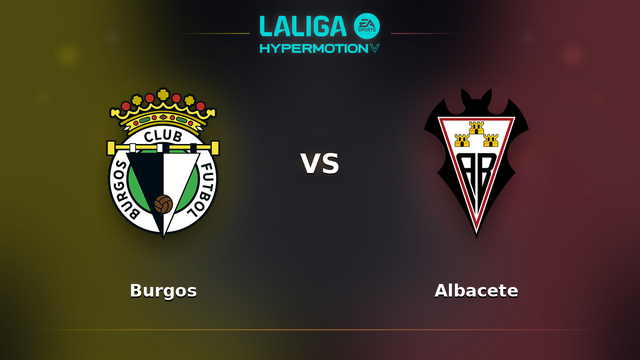 LALIGA EA SPORTS
HYPERMOTION
VS
CLUB
BURGOS
FUTBOL
AB
Burgos
Albacete